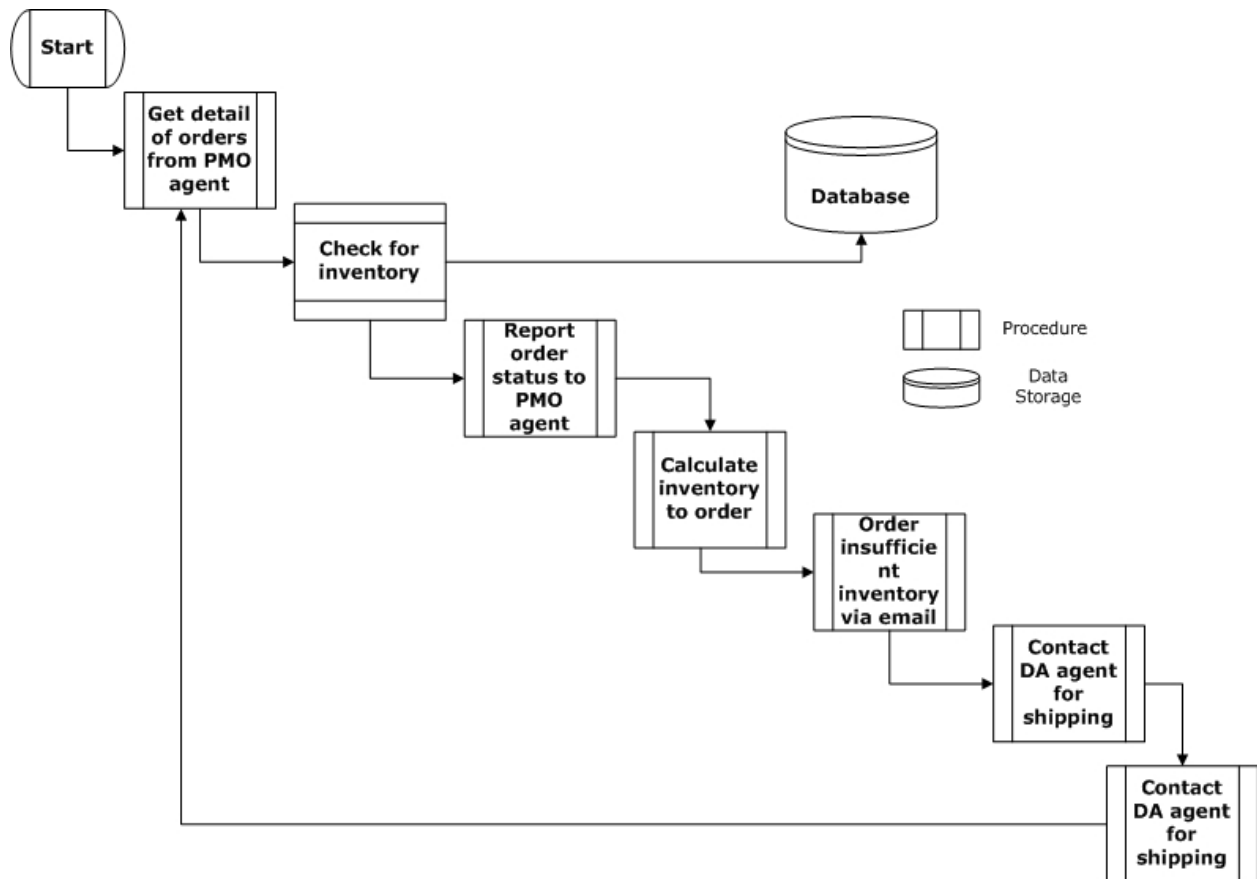 Start
Get detail
of orders
from PMO
agent
Database
Check for
inventory
Report
order
status to
PMO
agent
Procedure
Data
Storage
Calculate
inventory
to order
Order
insufficie
nt
inventory
via email
Contact
DA agent
for
shipping
Contact
DA agent
for
shipping